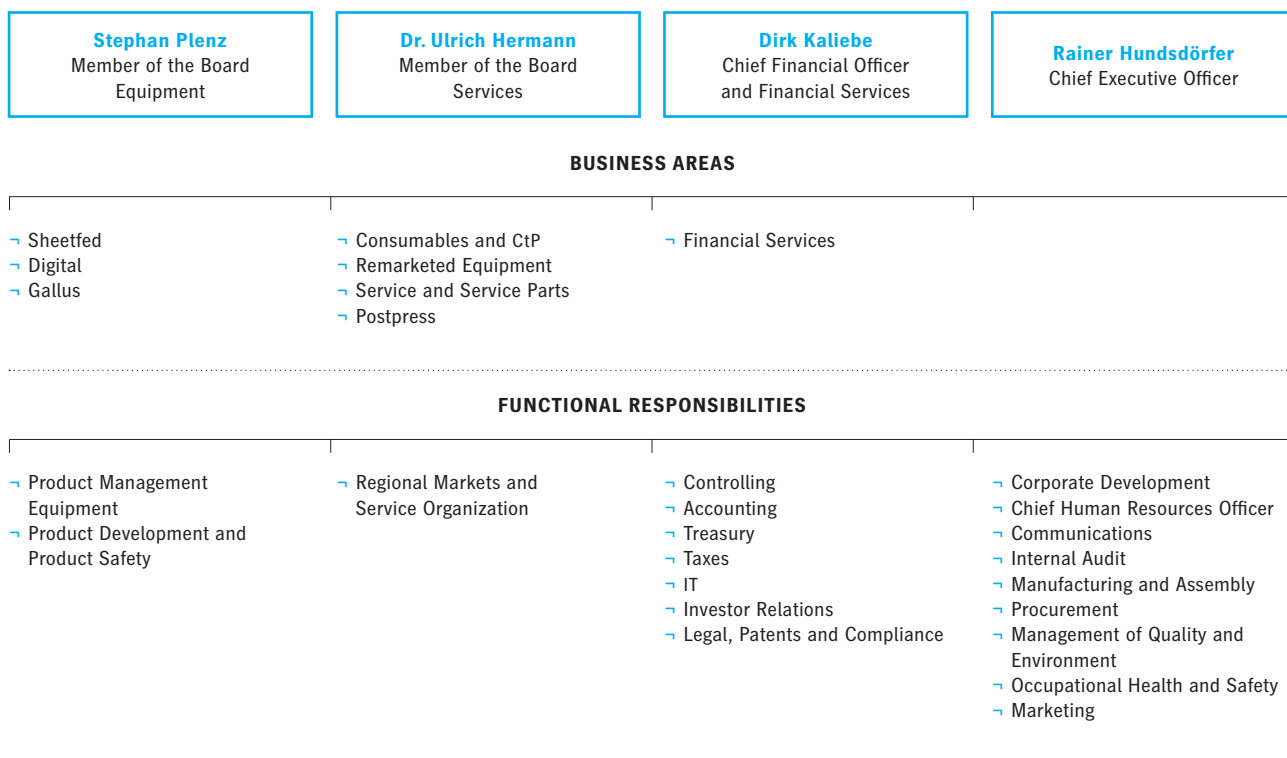 Stephan Plenz
Member of the Board
Equipment
Dr. Ulrich Hermann
Member of the Board
Services
Dirk Kaliebe
Chief Financial Officer
and Financial Services
Rainer Hundsdörfer
Chief Executive Officer
BUSINESS AREAS
¬ Sheetfed
¬ Digital
¬ Gallus
¬ Consumables and CtP
¬ Remarketed Equipment
¬ Service and Service Parts
¬ Postpress
¬ Financial Services
FUNCTIONAL RESPONSIBILITIES
¬ Product Management
Equipment
¬ Product Development and
Product Safety
¬ Regional Markets and
Service Organization
¬ Controlling
¬ Accounting
¬ Treasury
¬ Taxes
¬ IT
¬ Investor Relations
¬ Legal, Patents and Compliance
¬ Corporate Development
¬ Chief Human Resources Officer
¬ Communications
¬ Internal Audit
¬ Manufacturing and Assembly
¬ Procurement
¬ Management of Quality and
Environment
¬ Occupational Health and Safety
¬ Marketing